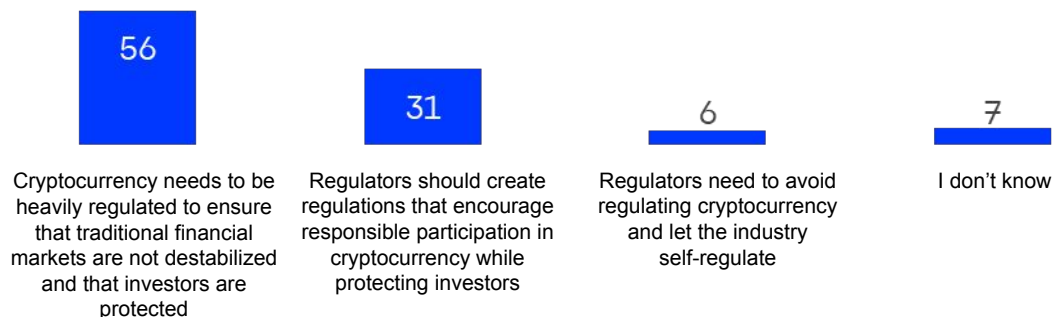 56
31
6
7
Cryptocurrency needs to be
heavily regulated to ensure
that traditional financial
markets are not destabilized
and that investors are
protected
Regulators should create
regulations that encourage
responsible participation in
cryptocurrency while
protecting investors
Regulators need to avoid
regulating cryptocurrency
and let the industry
self-regulate
I don’t know